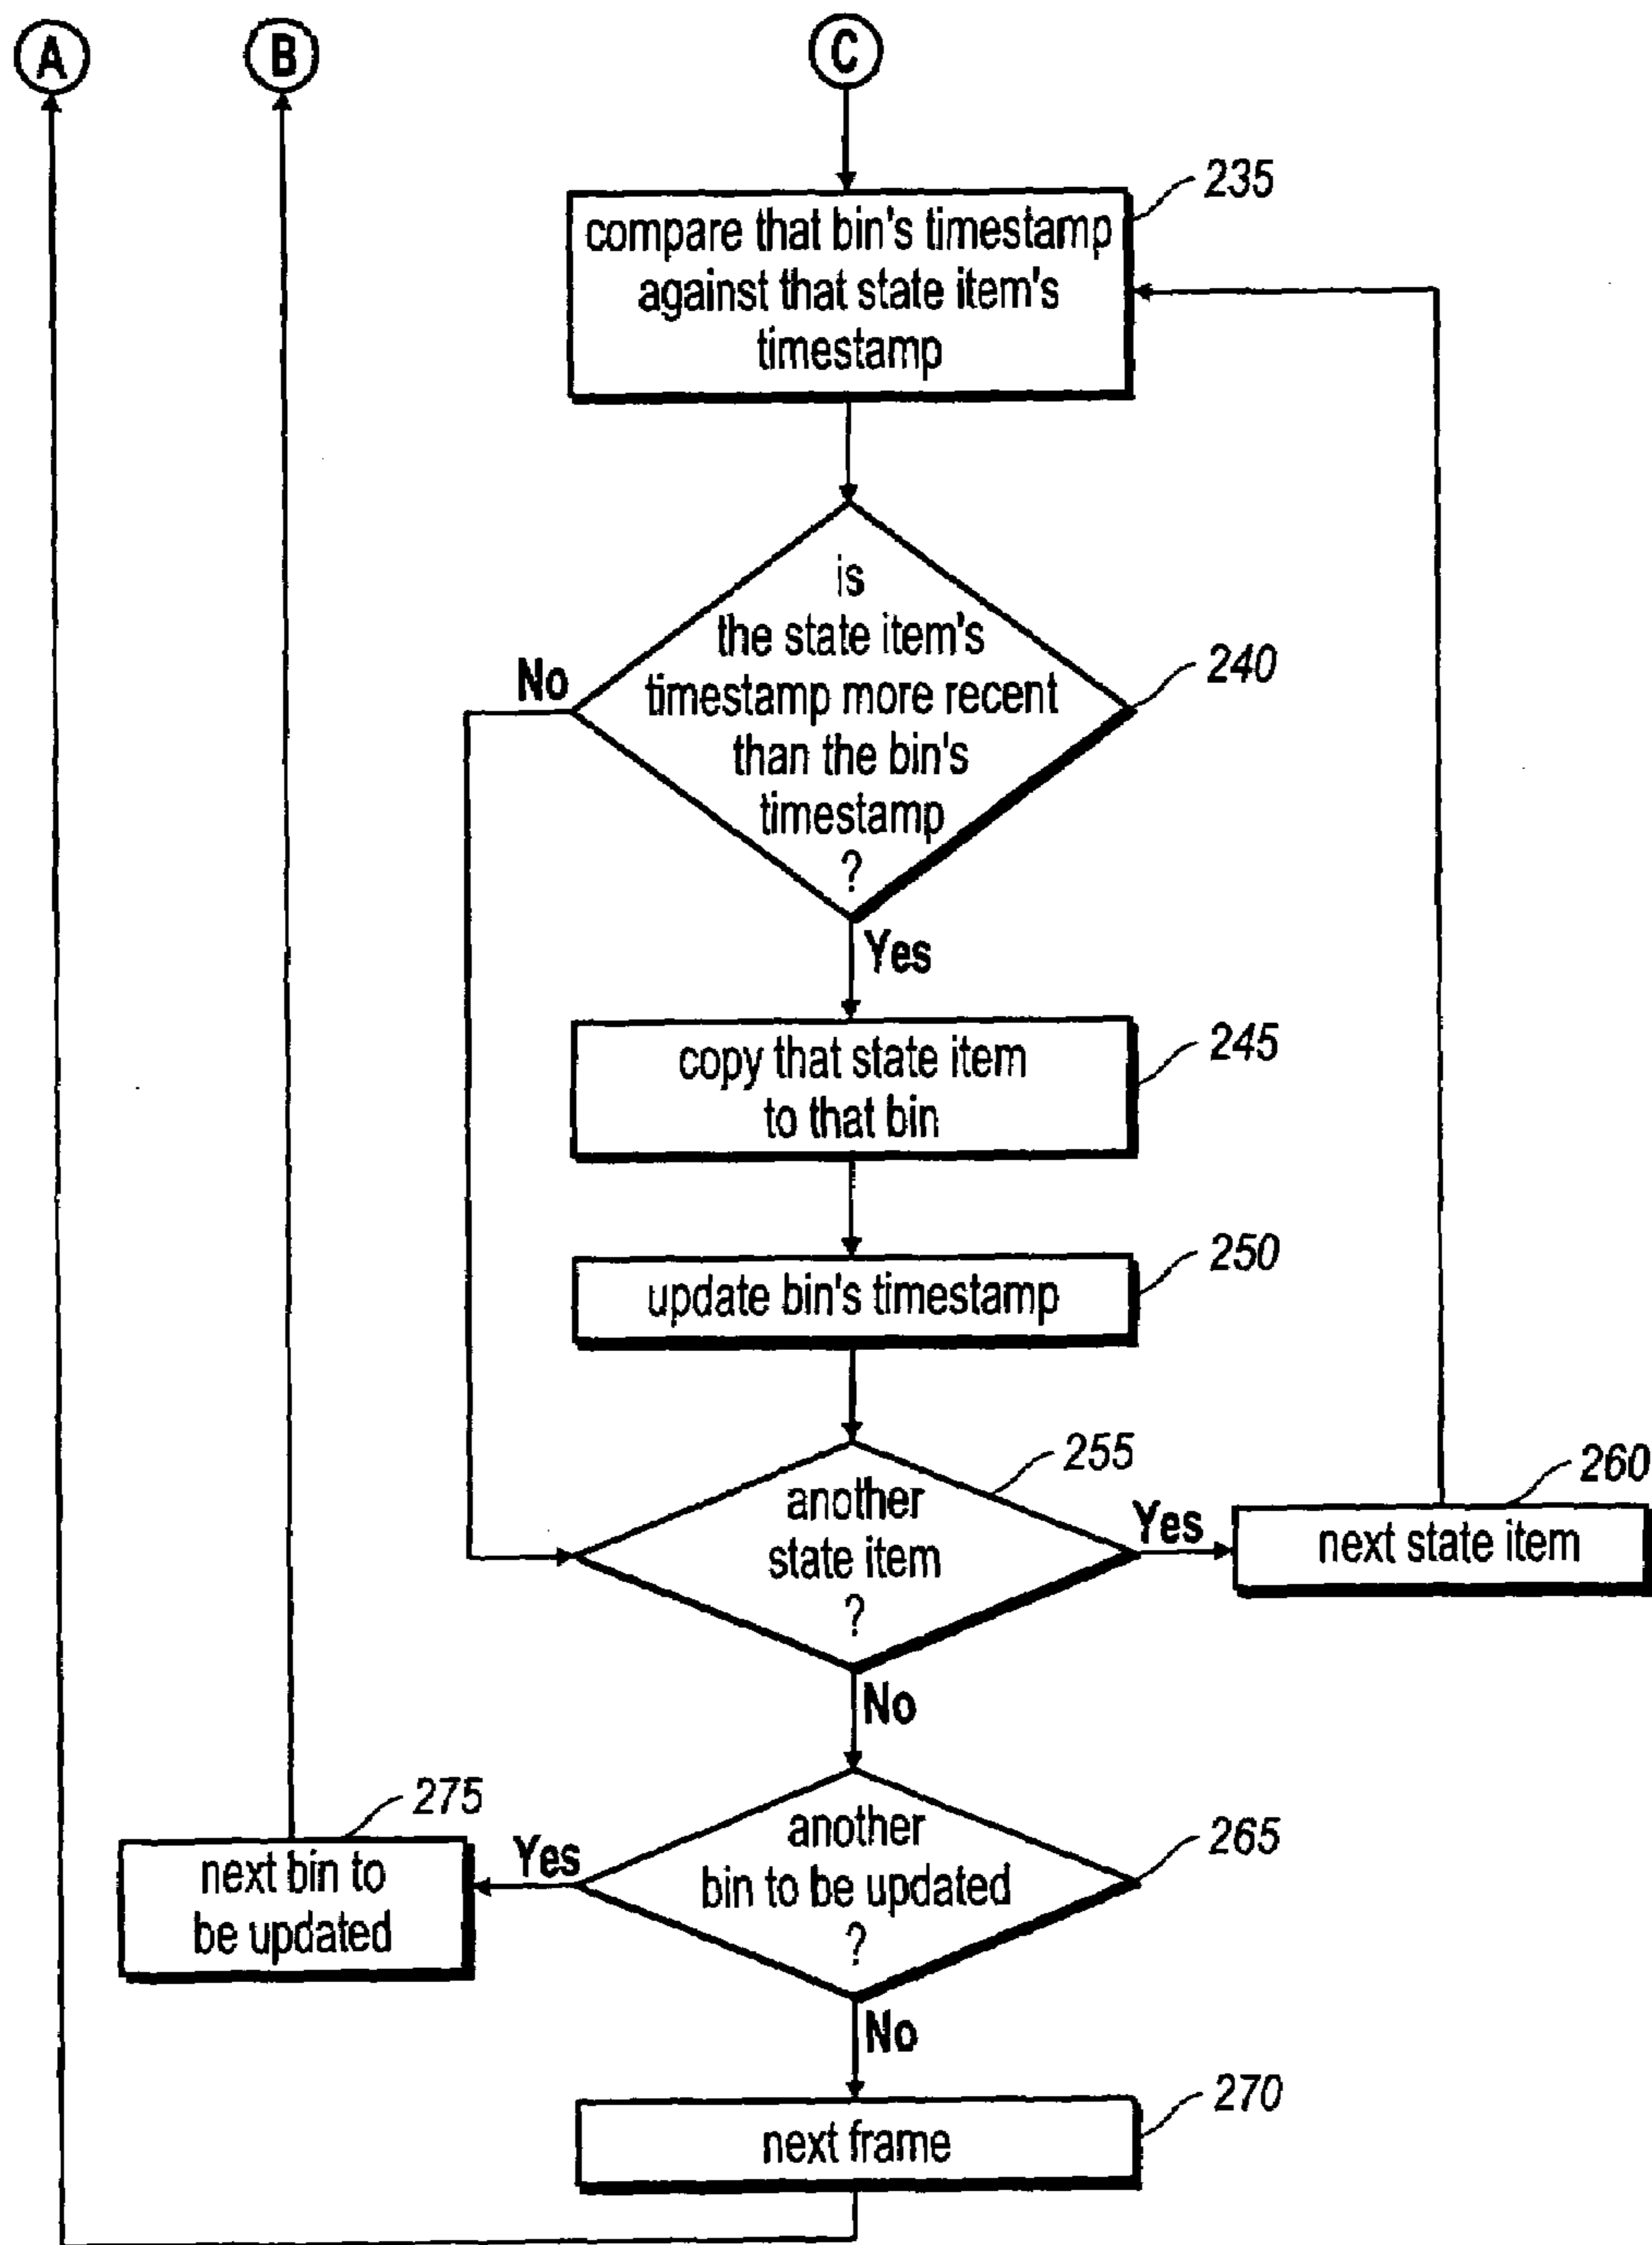 A
B
C
235
compare that bin's timestamp
against that state item's
timestamp
is
the state item's
timestamp more recent
than the bin's
timestamp
?
240
No
Yes
245
copy that state item
to that bin
250
update bin's timestamp
255
another
state item
?
Yes
260
next state item
No
275
next bin to
be updated
Yes
another
bin to be updated
?
265
No
270
next frame